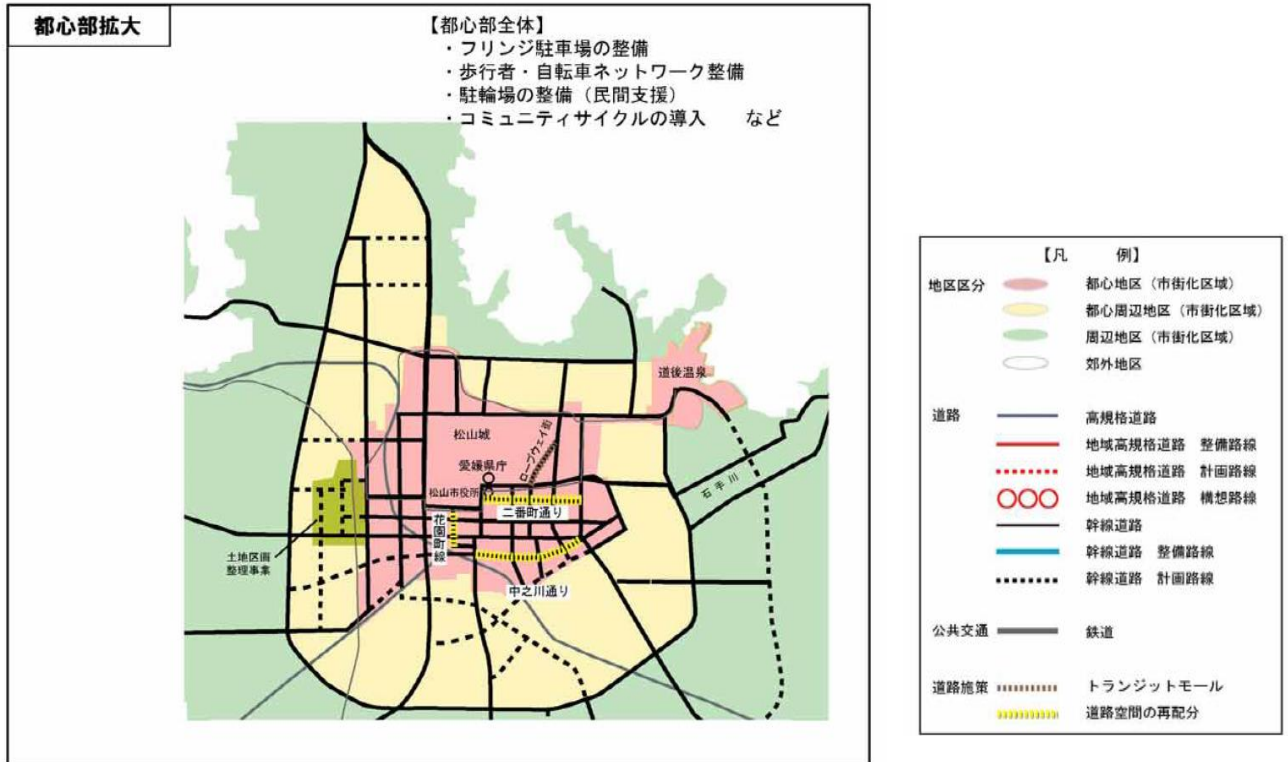 都心部拡大
【都心部全体】
・フリンジ駐車場の整備
・歩行者・自転車ネットワーク整備
・駐輪場の整備（民間支援）
・コミュニティサイクルの導入　　など
道後温泉
松山城
ロープウェイ街
愛媛県庁
松山市役所
石手川
二番町通り
花園町線
土地区画
整理事業
中之川通り
【凡　　例】
地区区分
都心地区（市街化区域）
都心周辺地区（市街化区域）
周辺地区（市街化区域）
郊外地区
道路
高規格道路
地域高規格道路　整備路線
地域高規格道路　計画路線
地域高規格道路　構想路線
幹線道路
幹線道路　整備路線
幹線道路　計画路線
公共交通
鉄道
道路施策
トランジットモール
道路空間の再配分